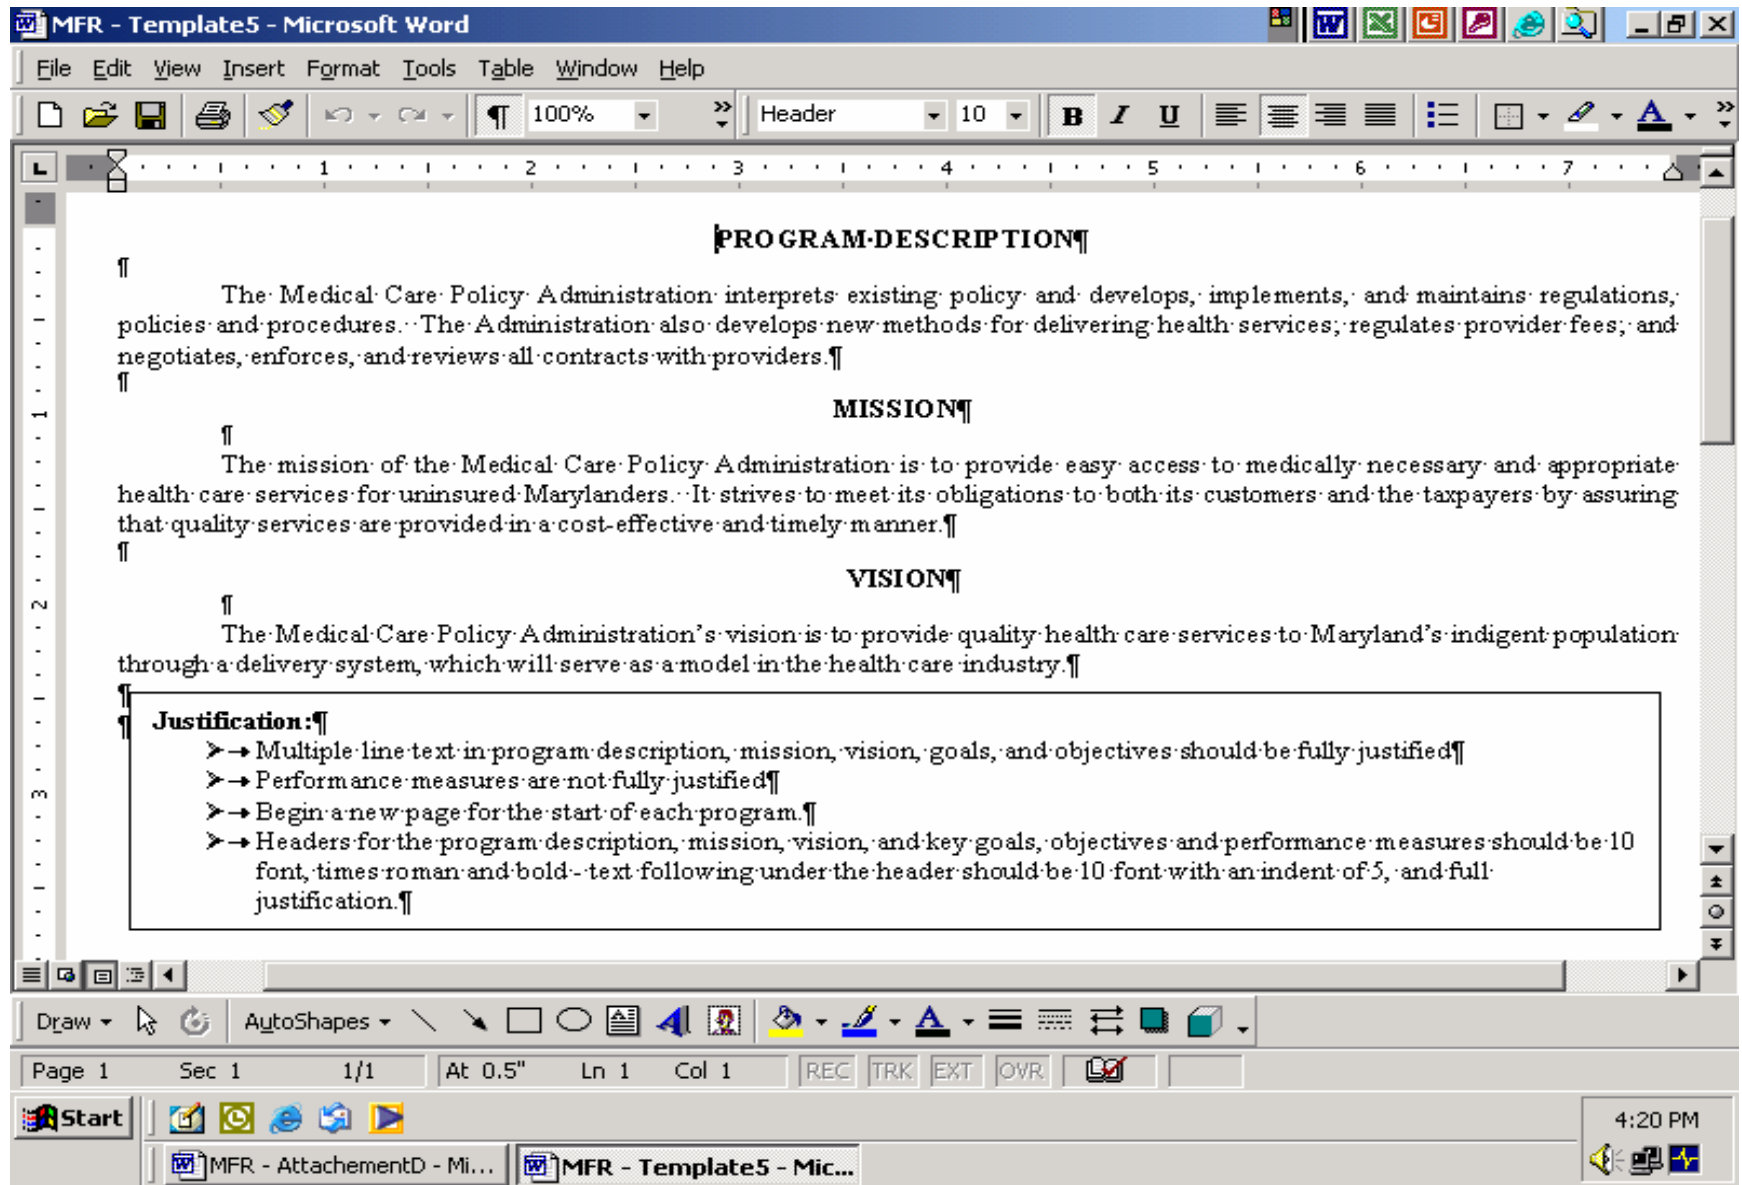 MFR - Template5 - Microsoft Word
File Edit View Insert Format Tools Table Window Help
¶ 100% Header 10 B I U A
L 1 2 3 4 5 6 7
PROGRAM·DESCRIPTION¶
¶
The Medical Care Policy Administration interprets existing policy and develops, implements, and maintains regulations,
policies and procedures. The Administration also develops new methods for delivering health services; regulates provider fees; and
negotiates, enforces, and reviews all contracts with providers.¶
¶
1
MISSION¶
¶
The mission of the Medical Care Policy Administration is to provide easy access to medically necessary and appropriate
health care services for uninsured Marylanders. It strives to meet its obligations to both its customers and the taxpayers by assuring
that quality services are provided in a cost-effective and timely manner.¶
¶
VISION¶
2
¶
The Medical Care Policy Administration’s vision is to provide quality health care services to Maryland’s indigent population
through a delivery system, which will serve as a model in the health care industry.¶
¶
¶ Justification:¶
➢→Multiple line text in program description, mission, vision, goals, and objectives should be fully justified¶
➢→Performance measures are not fully justified¶
3
➢→Begin a new page for the start of each program.¶
➢→Headers for the program description, mission, vision, and key goals, objectives and performance measures should be 10
font, times roman and bold - text following under the header should be 10 font with an indent of 5, and full
justification.¶
Draw AutoShapes A
Page 1 Sec 1 1/1 At 0.5" Ln 1 Col 1 REC TRK EXT OVR
Start 4:20 PM
MFR - AttachementD - Mi... MFR - Template5 - Mic...